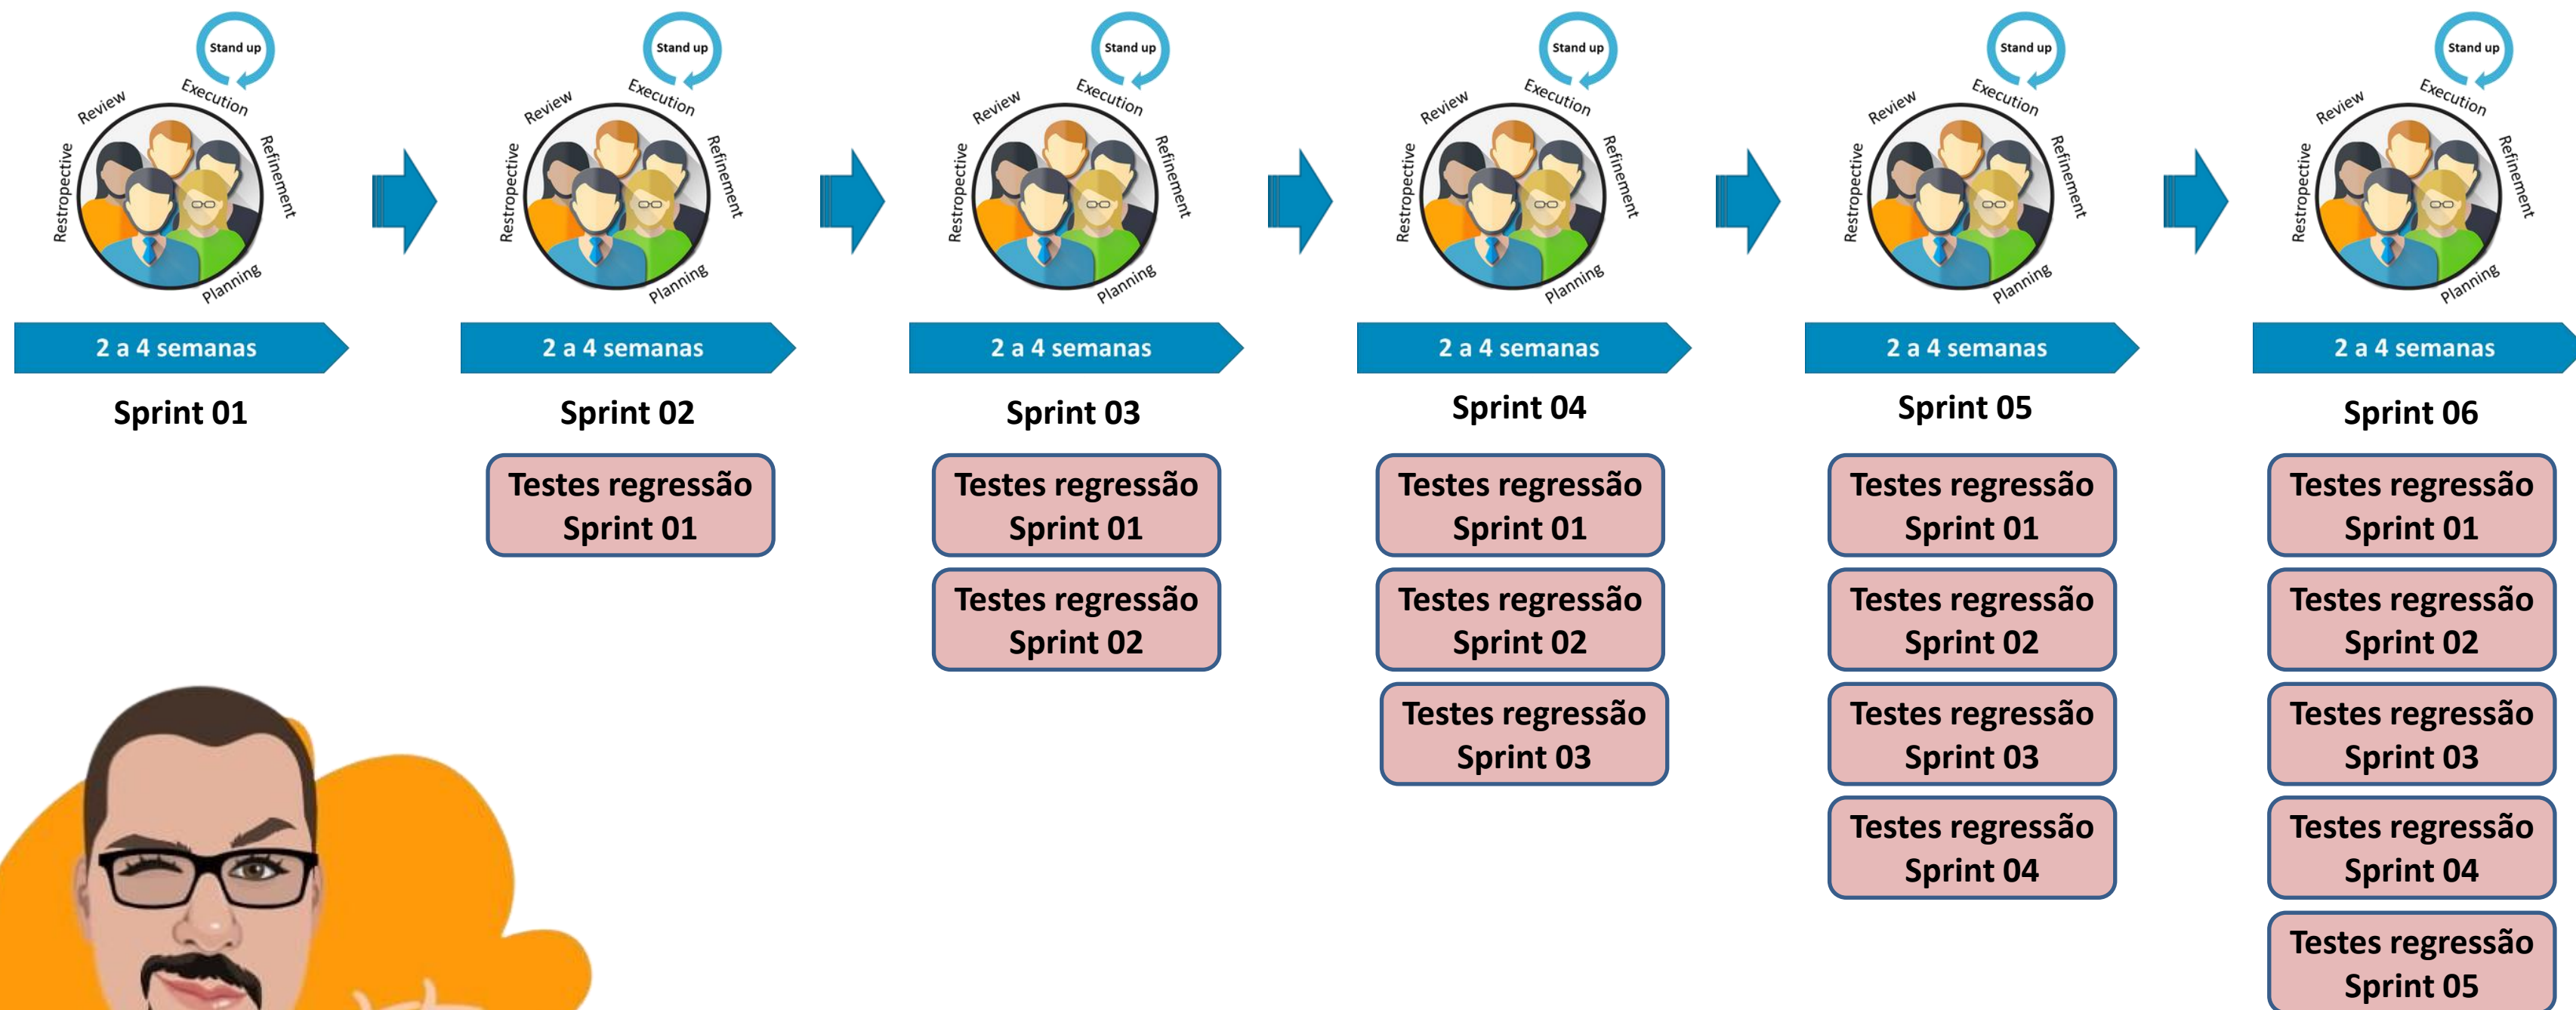 Stand up
Review
Execution
Refinement
Restropective
Planning
2 a 4 semanas
Sprint 01
Stand up
Review
Execution
Refinement
Restropective
Planning
2 a 4 semanas
Sprint 02
Testes regressão
Sprint 01
Stand up
Review
Execution
Refinement
Restropective
Planning
2 a 4 semanas
Sprint 03
Testes regressão
Sprint 01
Testes regressão
Sprint 02
Stand up
Review
Execution
Refinement
Restropective
Planning
2 a 4 semanas
Sprint 04
Testes regressão
Sprint 01
Testes regressão
Sprint 02
Testes regressão
Sprint 03
Stand up
Review
Execution
Refinement
Restropective
Planning
2 a 4 semanas
Sprint 05
Testes regressão
Sprint 01
Testes regressão
Sprint 02
Testes regressão
Sprint 03
Testes regressão
Sprint 04
Stand up
Review
Execution
Refinement
Restropective
Planning
2 a 4 semanas
Sprint 06
Testes regressão
Sprint 01
Testes regressão
Sprint 02
Testes regressão
Sprint 03
Testes regressão
Sprint 04
Testes regressão
Sprint 05